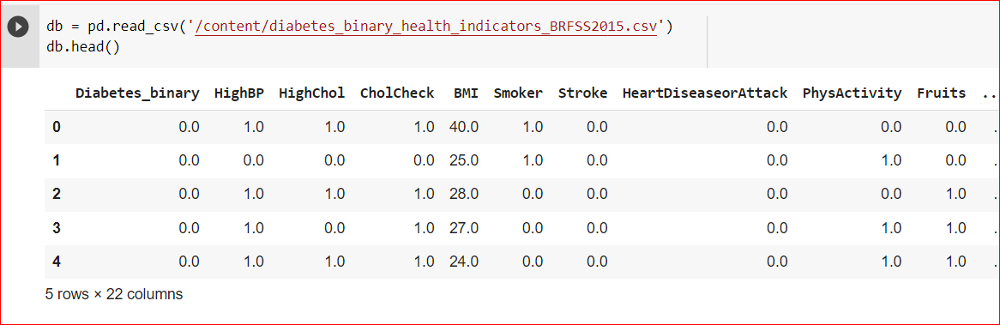 db = pd.read_csv('/content/diabetes_binary_health_indicators_BRFSS2015.csv')
db.head()
Diabetes_binary HighBP HighChol CholCheck BMI Smoker Stroke HeartDiseaseorAttack PhysActivity Fruits ..
0 0.0 1.0 1.0 1.0 40.0 1.0 0.0 0.0 0.0 0.0 .
1 0.0 0.0 0.0 0.0 25.0 1.0 0.0 0.0 1.0 0.0 .
2 0.0 1.0 1.0 1.0 28.0 0.0 0.0 0.0 0.0 1.0 .
3 0.0 1.0 0.0 1.0 27.0 0.0 0.0 0.0 1.0 1.0 .
4 0.0 1.0 1.0 1.0 24.0 0.0 0.0 0.0 1.0 1.0 .
5 rows × 22 columns